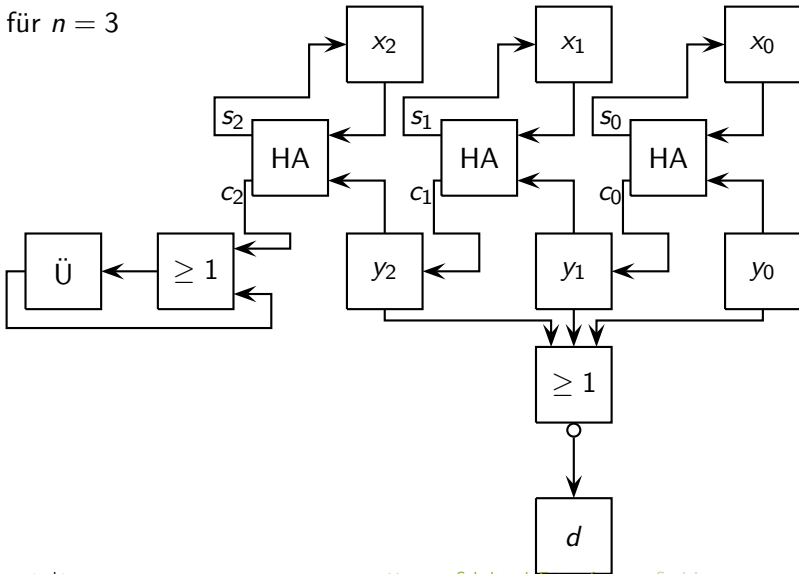 für n = 3
x₂ x₁ x₀
s₂ s₁ s₀
HA HA HA
c₂ c₁ c₀
Ü ≥ 1 y₂ y₁ y₀
≥ 1
d